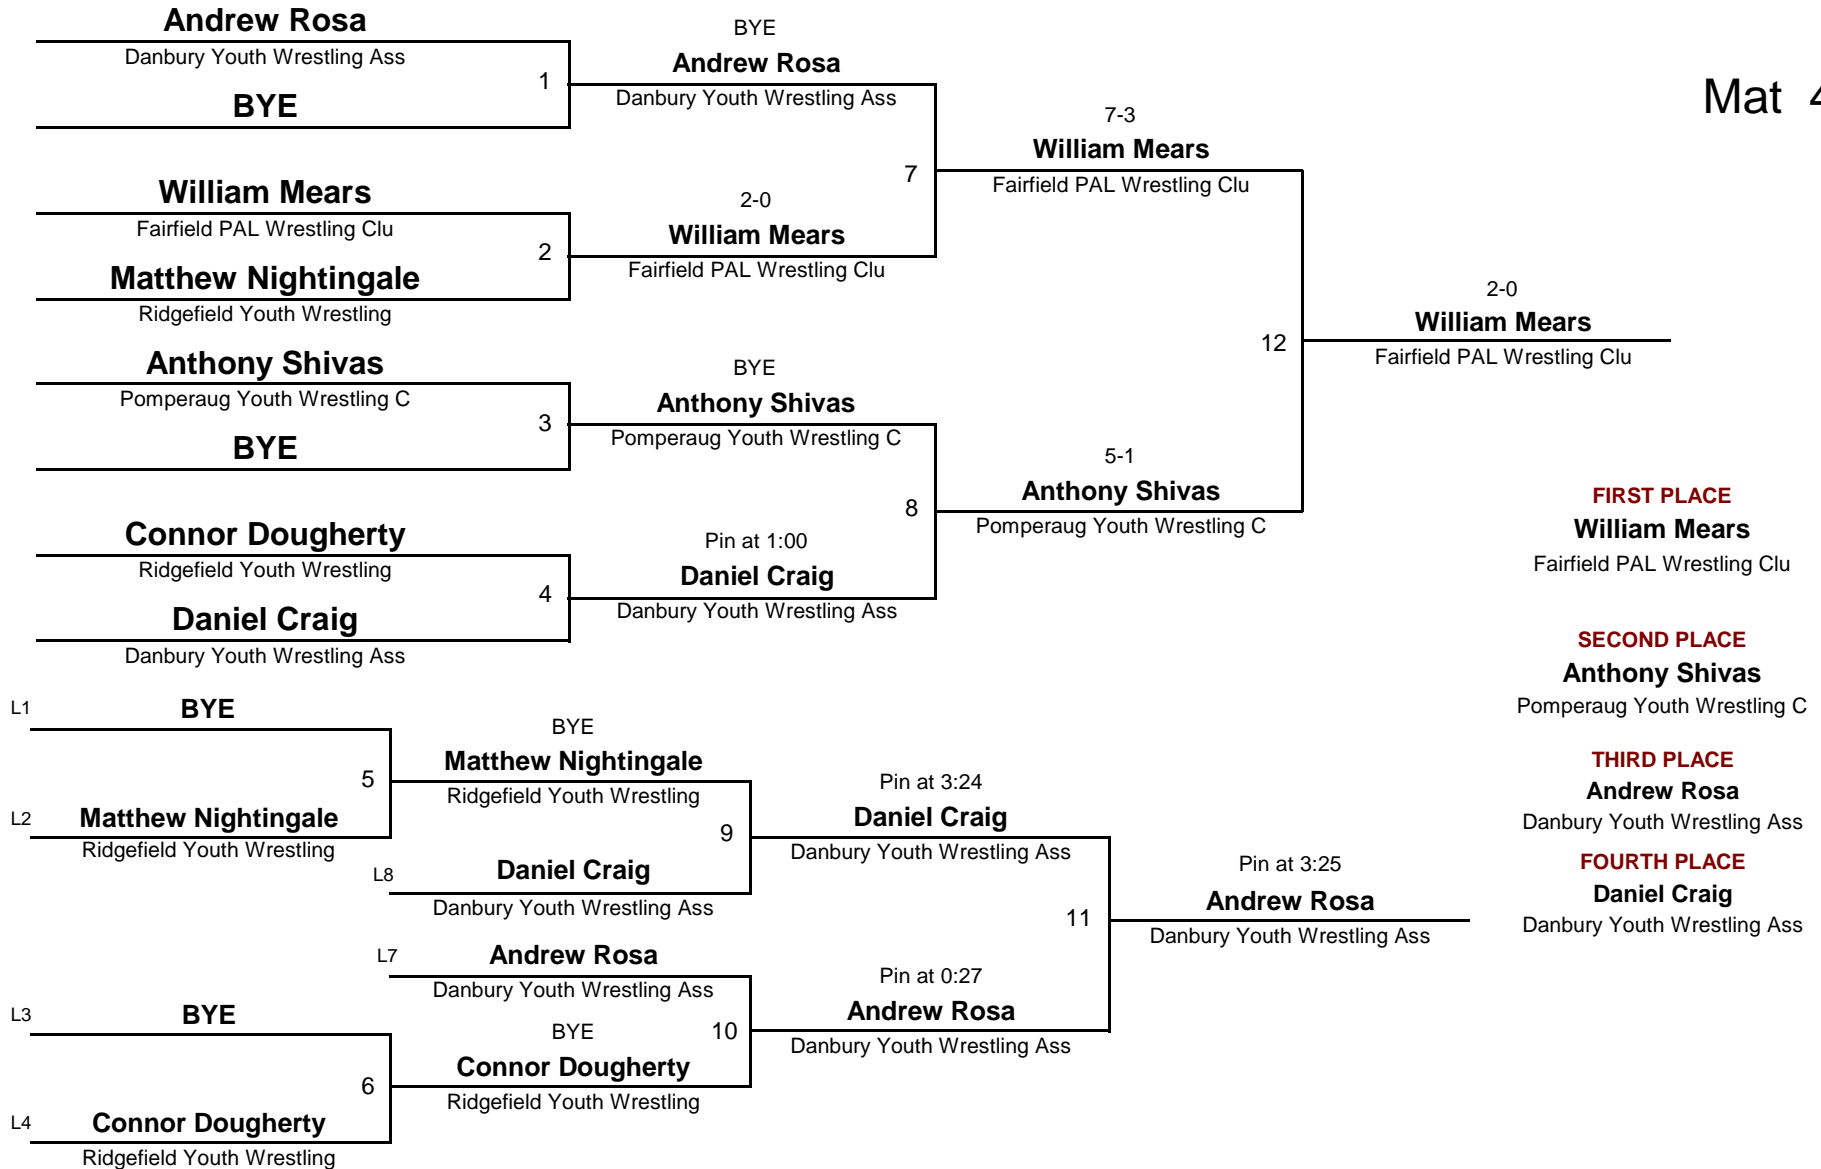 Andrew Rosa
Danbury Youth Wrestling Ass
1
BYE
William Mears
Fairfield PAL Wrestling Clu
2
Matthew Nightingale
Ridgefield Youth Wrestling
Anthony Shivas
Pomperaug Youth Wrestling C
3
BYE
Connor Dougherty
Ridgefield Youth Wrestling
4
Daniel Craig
Danbury Youth Wrestling Ass
BYE
Andrew Rosa
Danbury Youth Wrestling Ass
7
2-0
William Mears
Fairfield PAL Wrestling Clu
BYE
Anthony Shivas
Pomperaug Youth Wrestling C
8
Pin at 1:00
Daniel Craig
Danbury Youth Wrestling Ass
7-3
William Mears
Fairfield PAL Wrestling Clu
12
5-1
Anthony Shivas
Pomperaug Youth Wrestling C
2-0
William Mears
Fairfield PAL Wrestling Clu
Mat 4
L1 BYE
5
L2 Matthew Nightingale
Ridgefield Youth Wrestling
L3 BYE
6
L4 Connor Dougherty
Ridgefield Youth Wrestling
BYE
Matthew Nightingale
Ridgefield Youth Wrestling
9
L8 Daniel Craig
Danbury Youth Wrestling Ass
L7 Andrew Rosa
Danbury Youth Wrestling Ass
BYE 10
Connor Dougherty
Ridgefield Youth Wrestling
Pin at 3:24
Daniel Craig
Danbury Youth Wrestling Ass
11
Pin at 0:27
Andrew Rosa
Danbury Youth Wrestling Ass
Pin at 3:25
Andrew Rosa
Danbury Youth Wrestling Ass
FIRST PLACE
William Mears
Fairfield PAL Wrestling Clu
SECOND PLACE
Anthony Shivas
Pomperaug Youth Wrestling C
THIRD PLACE
Andrew Rosa
Danbury Youth Wrestling Ass
FOURTH PLACE
Daniel Craig
Danbury Youth Wrestling Ass